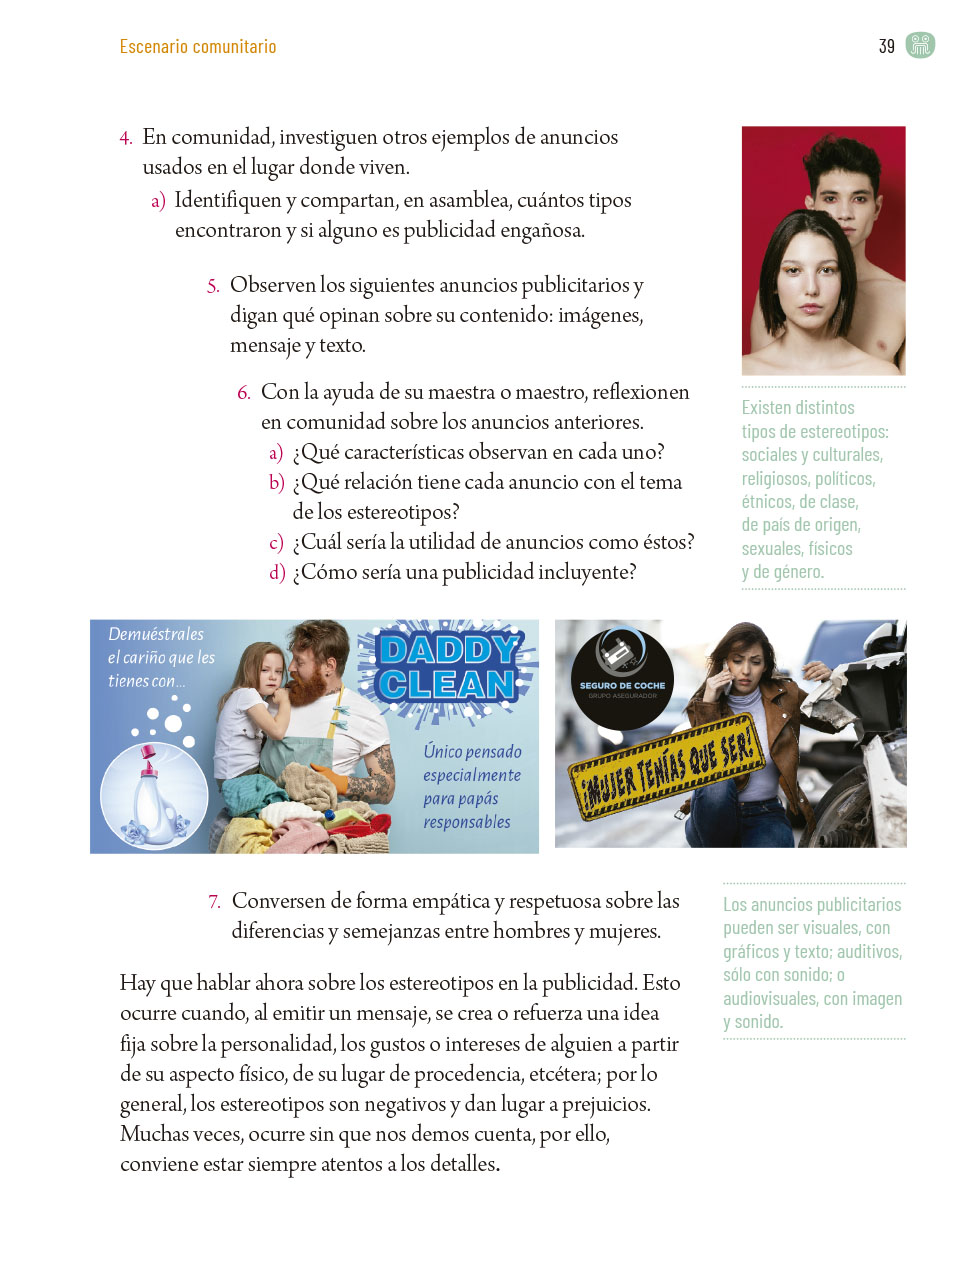 Escenario comunitario
39
4. En comunidad, investiguen otros ejemplos de anuncios
usados en el lugar donde viven.
a) Identifiquen y compartan, en asamblea, cuántos tipos
encontraron y si alguno es publicidad engañosa.
5. Observen los siguientes anuncios publicitarios y
digan qué opinan sobre su contenido: imágenes,
mensaje y texto.
6. Con la ayuda de su maestra o maestro, reflexionen
en comunidad sobre los anuncios anteriores.
a) ¿Qué características observan en cada uno?
b) ¿Qué relación tiene cada anuncio con el tema
de los estereotipos?
c) ¿Cuál sería la utilidad de anuncios como éstos?
d) ¿Cómo sería una publicidad incluyente?
Existen distintos
tipos de estereotipos:
sociales y culturales,
religiosos, políticos,
étnicos, de clase,
de país de origen,
sexuales, físicos
y de género.
Demuéstrales
el cariño que les
tienes con...
DADDY
CLEAN
Único pensado
especialmente
para papás
responsables
SEGURO DE COCHE
GRUPO ASEGURADOR
¡MUJER TENÍAS QUE SER!
7. Conversen de forma empática y respetuosa sobre las
diferencias y semejanzas entre hombres y mujeres.
Los anuncios publicitarios
pueden ser visuales, con
gráficos y texto; auditivos,
sólo con sonido; o
audiovisuales, con imagen
y sonido.
Hay que hablar ahora sobre los estereotipos en la publicidad. Esto
ocurre cuando, al emitir un mensaje, se crea o refuerza una idea
fija sobre la personalidad, los gustos o intereses de alguien a partir
de su aspecto físico, de su lugar de procedencia, etcétera; por lo
general, los estereotipos son negativos y dan lugar a prejuicios.
Muchas veces, ocurre sin que nos demos cuenta, por ello,
conviene estar siempre atentos a los detalles.